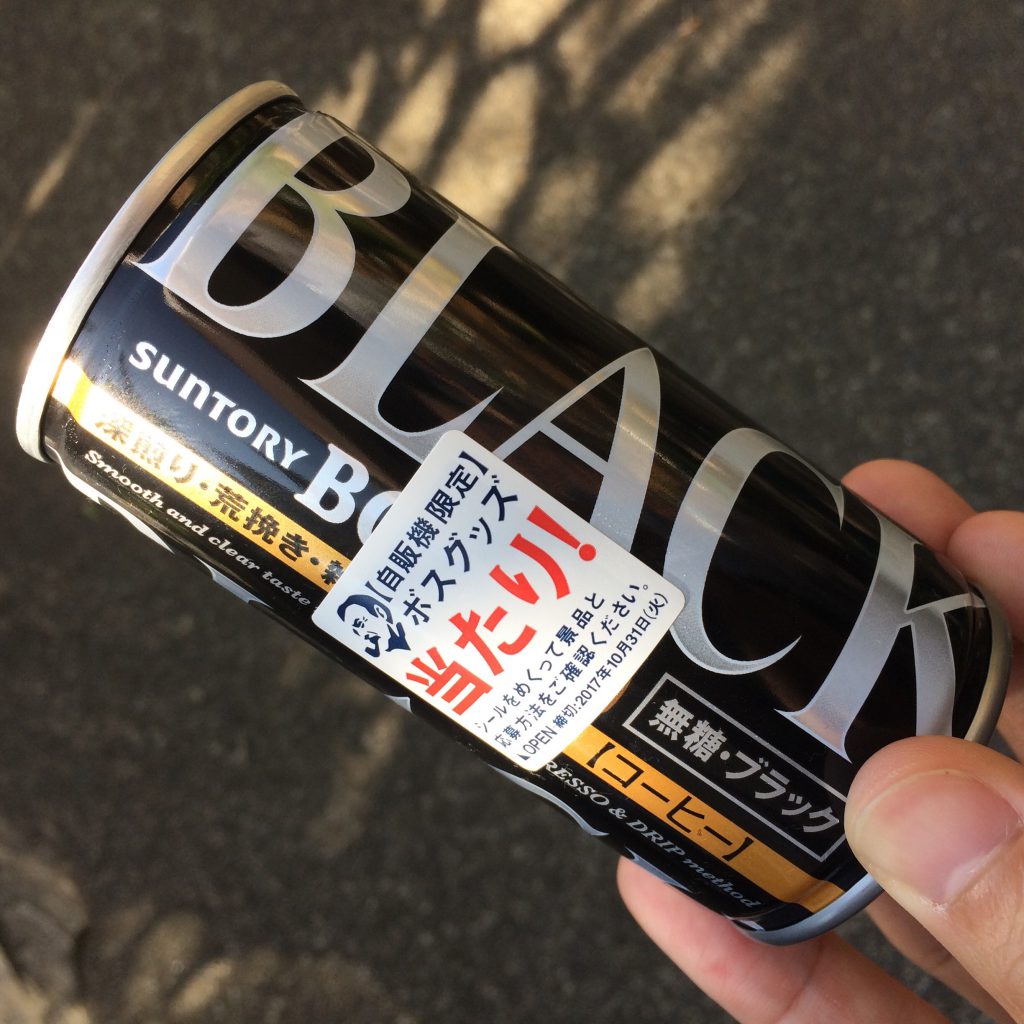 BLACK
SUNTORY
深煎り・荒挽き・
Smooth and clear taste
【自販機限定】
ボスグッズ
当たり!
シールをめくって景品と
応募方法をご確認ください。
OPEN 締切:2017年10月31日(火)
無糖・ブラック
【コーヒー】
& DRIP method